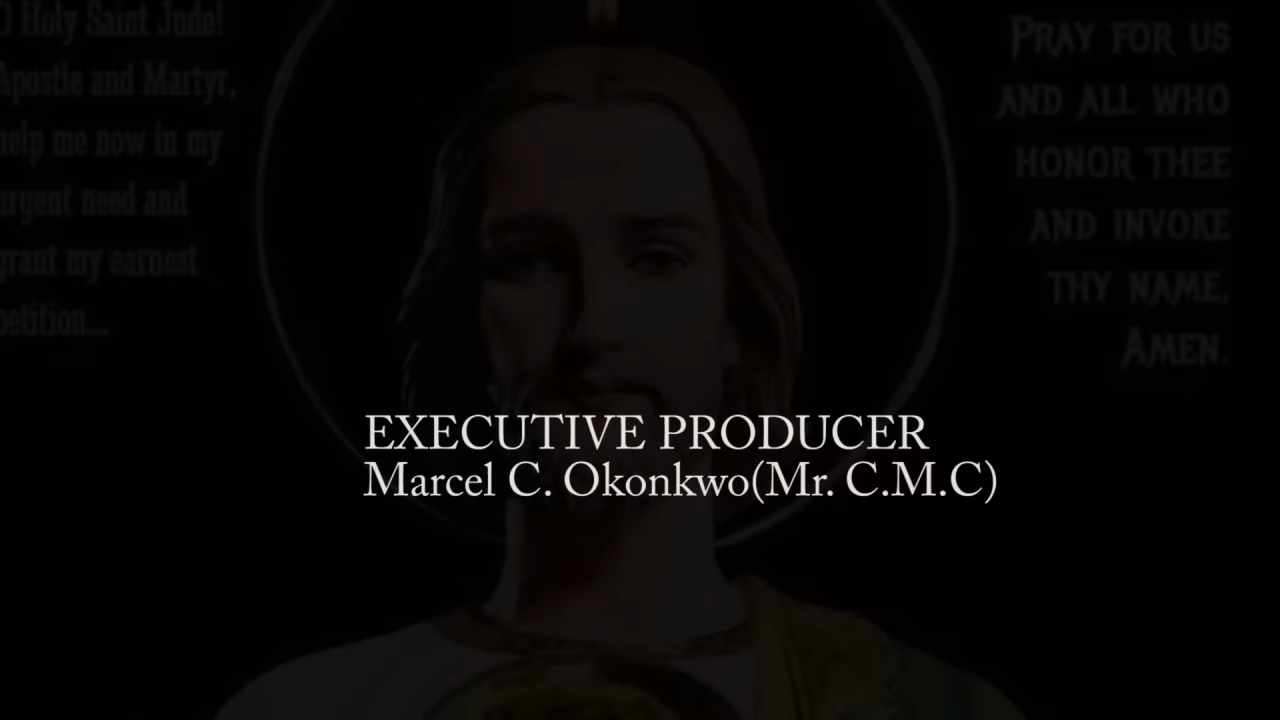 O Holy Saint Jude!
Apostle and Martyr,
help me now in my
urgent need and
grant my earnest
petition...
PRAY FOR US
AND ALL WHO
HONOR THEE
AND INVOKE
THY NAME,
AMEN.
EXECUTIVE PRODUCER
Marcel C. Okonkwo(Mr. C.M.C)